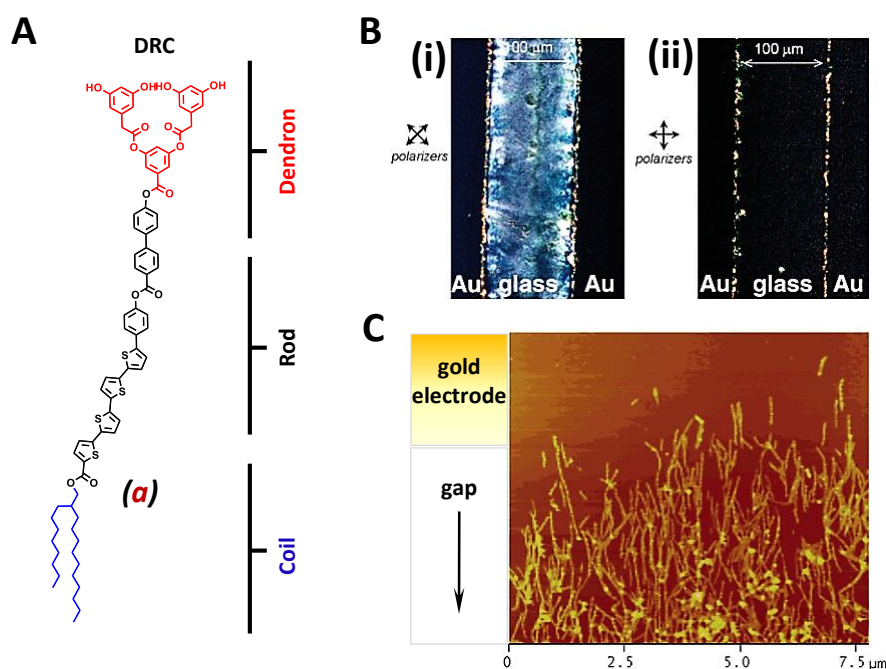 A
DRC
HO
OH
HO
OH
O
O
O
O
O
O
Dendron
O
O
S
S
S
S
O
O
Rod
(a)
Coil
B
(i)
100 µm
polarizers
Au
glass
Au
(ii)
100 µm
polarizers
Au
glass
Au
C
gold
electrode
gap
0
2.5
5.0
7.5
µm